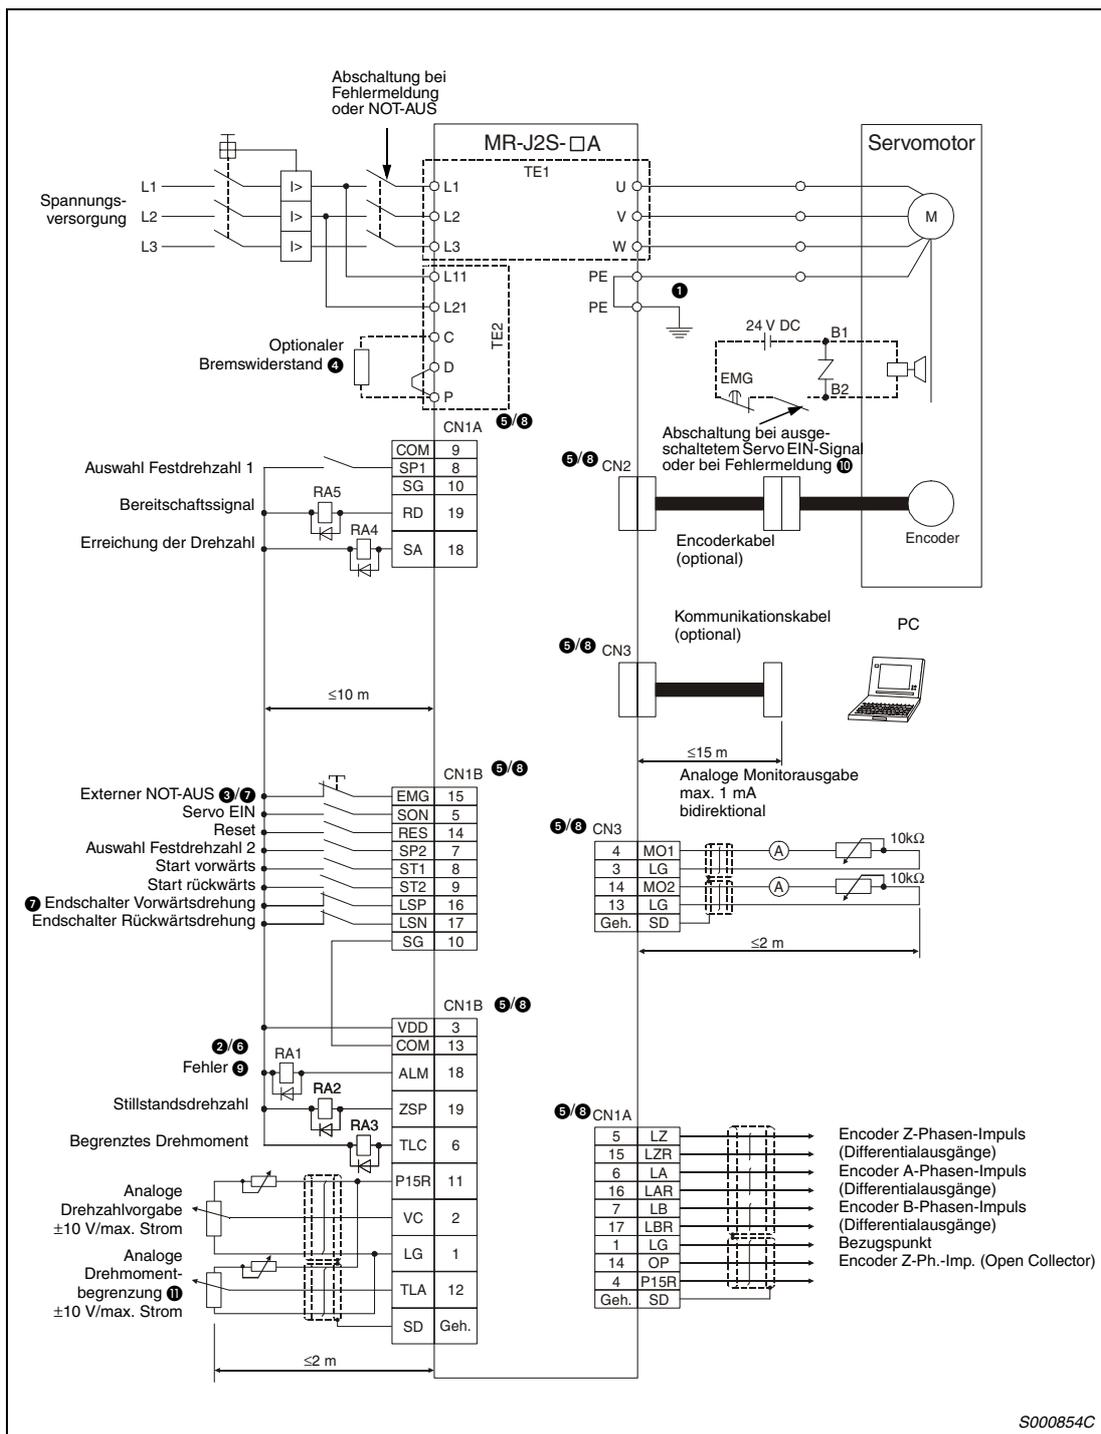 Abschaltung bei
Fehlermeldung
oder NOT-AUS
MR-J2S-□A
TE1
Servomotor
Spannungs-
versorgung
L1
L2
L3
I>
I>
I>
L1
L2
L3
U
V
W
M
L11
L21
PE
PE
❶
TE2
C
D
P
Optionaler
Bremswiderstand ❹
24 V DC
B1
B2
EMG
Abschaltung bei ausge-
schaltetem Servo EIN-Signal
oder bei Fehlermeldung ❿
CN1A ❺/❽
COM 9
Auswahl Festdrehzahl 1 SP1 8
SG 10
Bereitschaftssignal RA5 RD 19
Erreichung der Drehzahl RA4 SA 18
❺/❽ CN2
Encoderkabel
(optional)
Encoder
Kommunikationskabel
(optional)
PC
❺/❽ CN3
≤10 m
≤15 m
CN1B ❺/❽
Externer NOT-AUS ❸/❼ EMG 15
Servo EIN SON 5
Reset RES 14
Auswahl Festdrehzahl 2 SP2 7
Start vorwärts ST1 8
Start rückwärts ST2 9
❼ Endschalter Vorwärtsdrehung LSP 16
Endschalter Rückwärtsdrehung LSN 17
SG 10
Analoge Monitorausgabe
max. 1 mA
bidirektional
❺/❽ CN3
4 MO1 A 10kΩ
3 LG
14 MO2 A 10kΩ
13 LG
Geh. SD
≤2 m
CN1B ❺/❽
VDD 3
COM 13
❷/❻
Fehler ❾ RA1 ALM 18
Stillstandsdrehzahl RA2 ZSP 19
Begrenztes Drehmoment RA3 TLC 6
P15R 11
VC 2
LG 1
TLA 12
SD Geh.
Analoge
Drehzahlvorgabe
±10 V/max. Strom
Analoge
Drehmoment-
begrenzung ⓫
±10 V/max. Strom
≤2 m
❺/❽ CN1A
5 LZ Encoder Z-Phasen-Impuls
15 LZR (Differentialausgänge)
6 LA Encoder A-Phasen-Impuls
16 LAR (Differentialausgänge)
7 LB Encoder B-Phasen-Impuls
17 LBR (Differentialausgänge)
1 LG Bezugspunkt
14 OP Encoder Z-Ph.-Imp. (Open Collector)
4 P15R
Geh. SD
S000854C